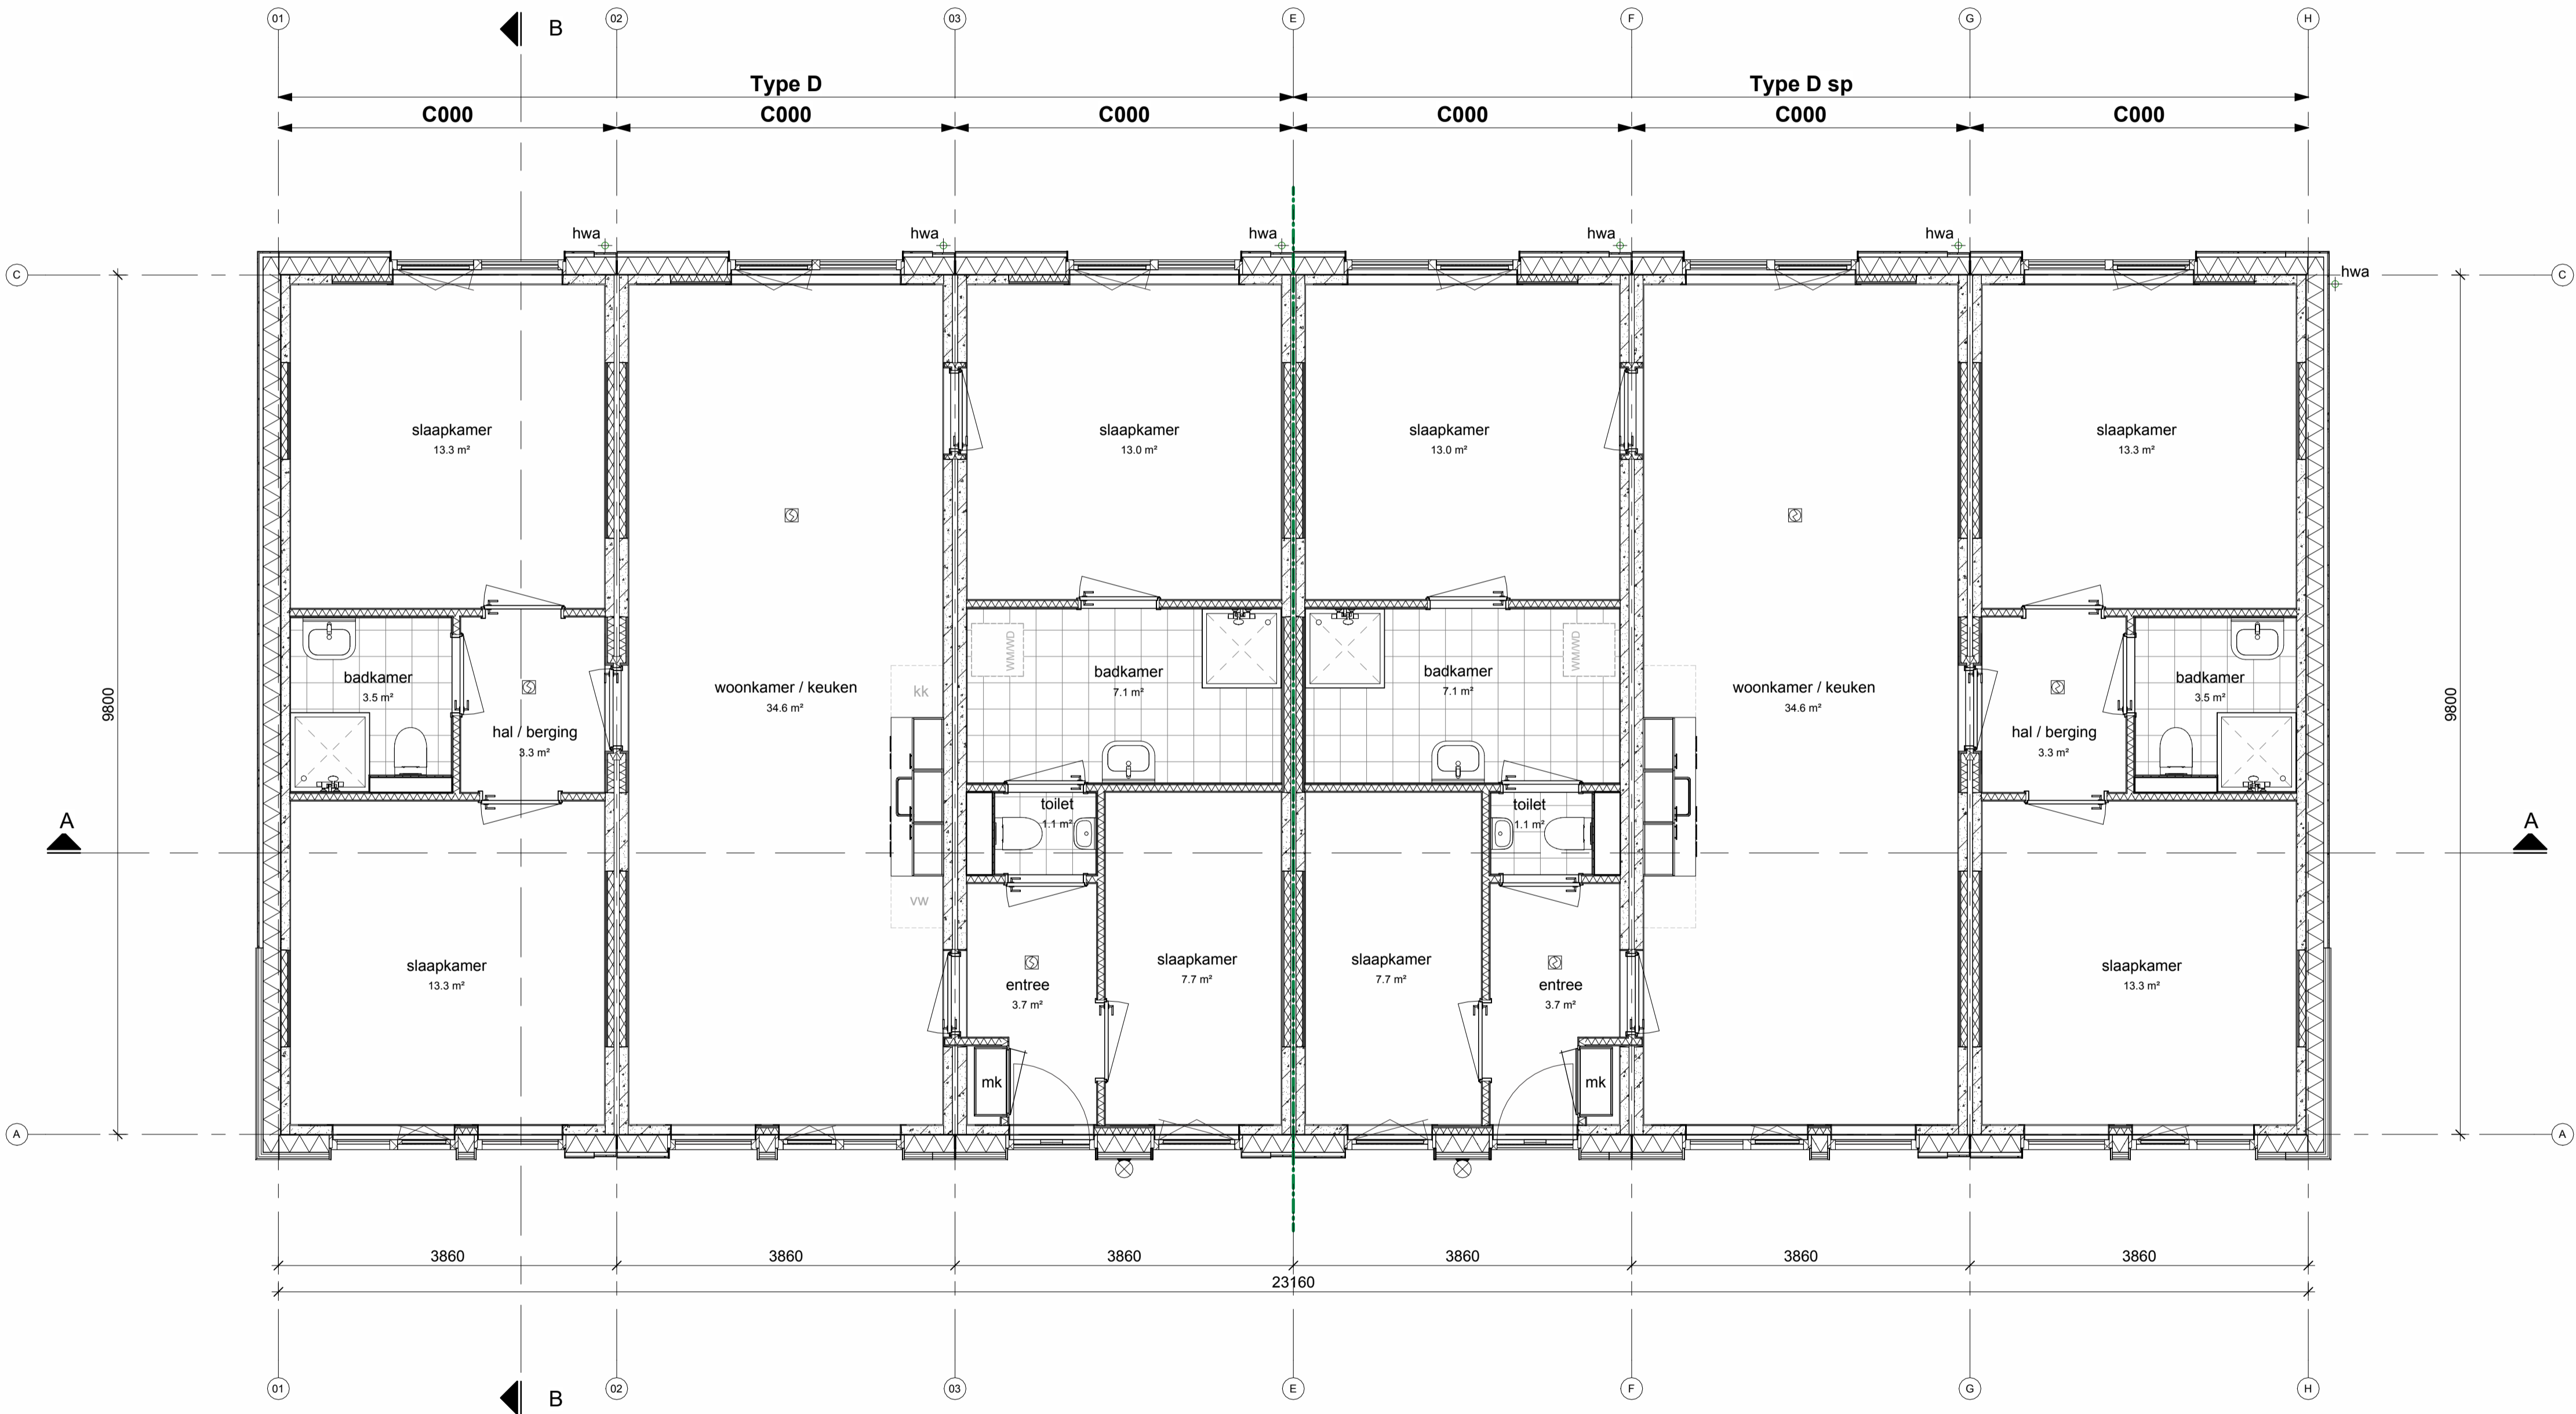 01
02
03
E
F
G
H
B
Type D
Type D sp
C000
C000
C000
C000
C000
C000
hwa
hwa
hwa
hwa
hwa
hwa
C
C
slaapkamer
13.3 m²
slaapkamer
13.0 m²
slaapkamer
13.0 m²
slaapkamer
13.3 m²
9800
9800
badkamer
3.5 m²
hal / berging
3.3 m²
woonkamer / keuken
34.6 m²
kk
WM/WD
badkamer
7.1 m²
badkamer
7.1 m²
WM/WD
woonkamer / keuken
34.6 m²
hal / berging
3.3 m²
badkamer
3.5 m²
toilet
1.1 m²
toilet
1.1 m²
A
A
vw
slaapkamer
13.3 m²
entree
3.7 m²
slaapkamer
7.7 m²
slaapkamer
7.7 m²
entree
3.7 m²
slaapkamer
13.3 m²
mk
mk
A
A
3860
3860
3860
3860
3860
3860
23160
01
B
02
03
E
F
G
H